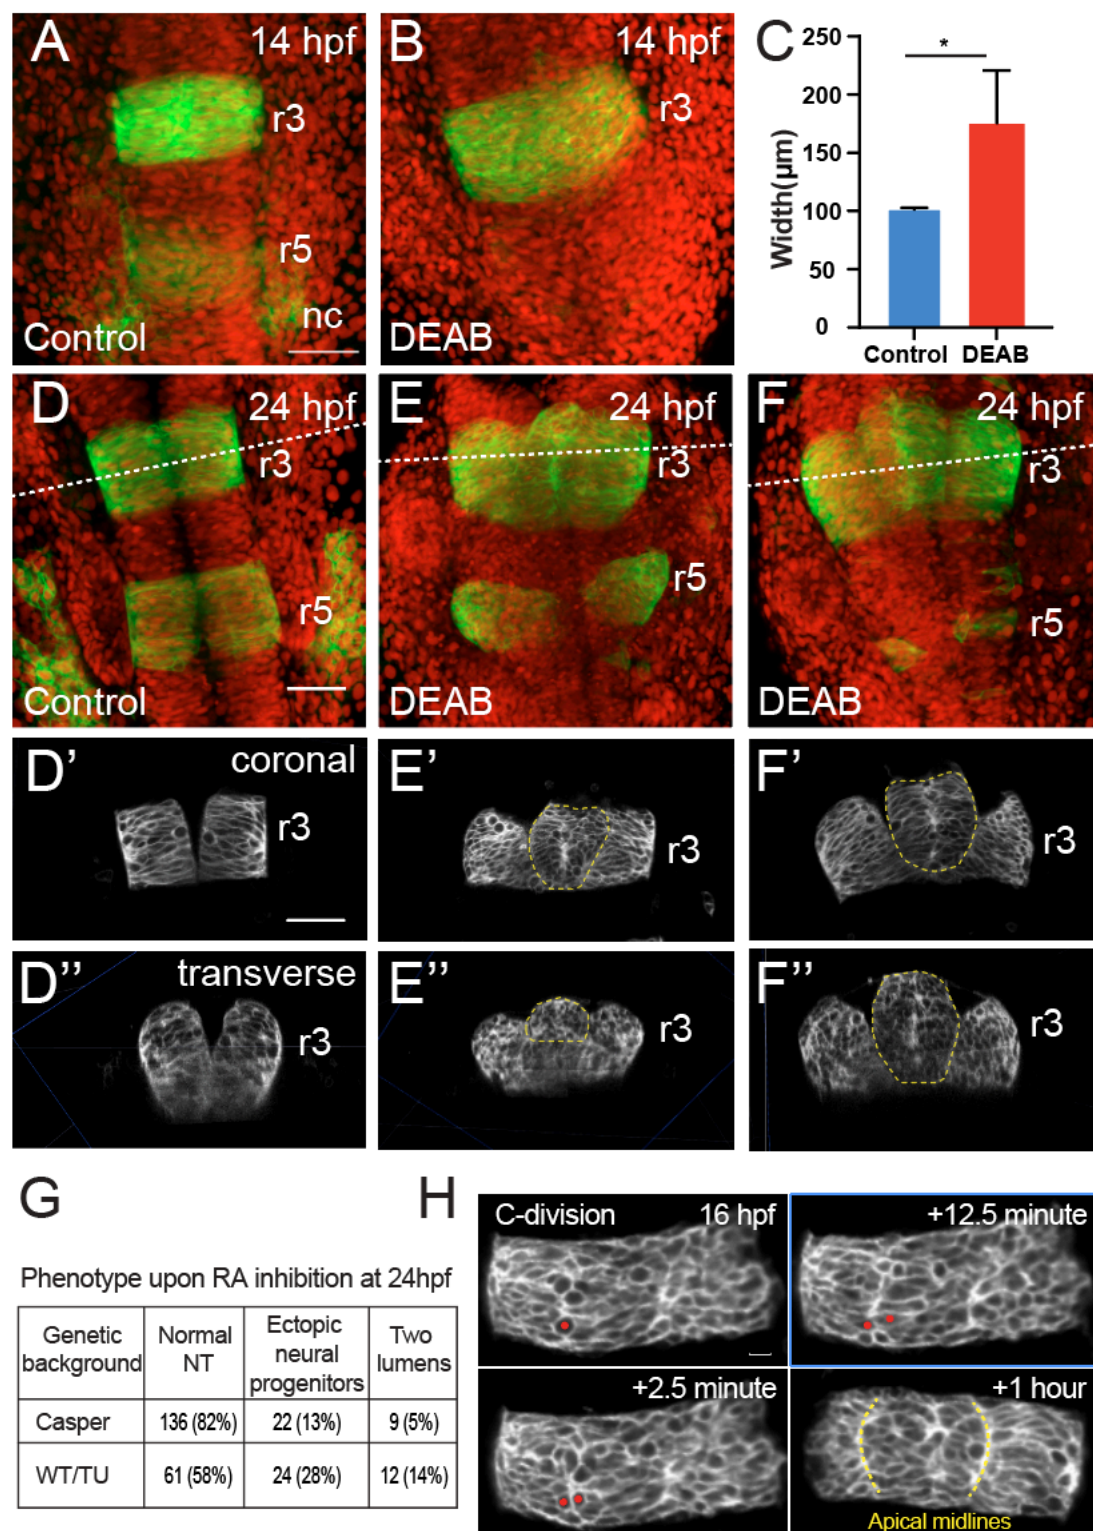 A
14 hpf
r3
r5
nc
Control
B
14 hpf
r3
DEAB
C
Width(µm)
250
200
150
100
50
0
*
Control
DEAB
D
24 hpf
r3
r5
Control
E
24 hpf
r3
r5
DEAB
F
24 hpf
r3
r5
DEAB
D’
coronal
r3
E’
r3
F’
r3
D”
transverse
r3
E”
r3
F”
r3
G
Phenotype upon RA inhibition at 24hpf
Genetic background
Normal NT
Ectopic neural progenitors
Two lumens
Casper
136 (82%)
22 (13%)
9 (5%)
WT/TU
61 (58%)
24 (28%)
12 (14%)
H
C-division
16 hpf
+12.5 minute
+2.5 minute
+1 hour
Apical midlines